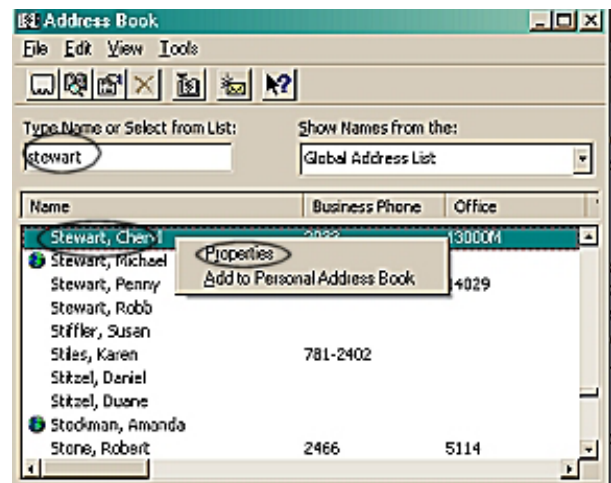 Address Book
File Edit View Tools
Type Name or Select from List: Show Names from the:
stewart Global Address List
Name Business Phone Office
Stewart, Cheryl 13000M
Properties
Stewart, Michael
Add to Personal Address Book
Stewart, Penny 14029
Stewart, Robb
Stiffler, Susan
Stiles, Karen 781-2402
Stitzel, Daniel
Stitzel, Duane
Stockman, Amanda
Stone, Robert 2466 5114